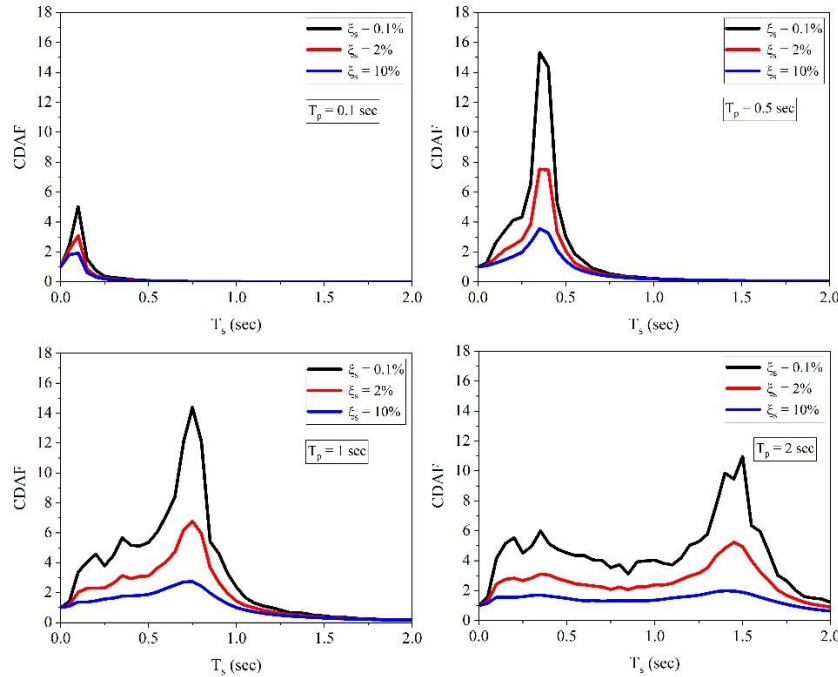 18
16
14
12
10
8
6
4
2
0
CDAF
ξs = 0.1%
ξs = 2%
ξs = 10%
Tp = 0.1 sec
0.0 0.5 1.0 1.5 2.0
Ts (sec)
18
16
14
12
10
8
6
4
2
0
CDAF
ξs = 0.1%
ξs = 2%
ξs = 10%
Tp = 0.5 sec
0.0 0.5 1.0 1.5 2.0
Ts (sec)
18
16
14
12
10
8
6
4
2
0
CDAF
ξs = 0.1%
ξs = 2%
ξs = 10%
Tp = 1 sec
0.0 0.5 1.0 1.5 2.0
Ts (sec)
18
16
14
12
10
8
6
4
2
0
CDAF
ξs = 0.1%
ξs = 2%
ξs = 10%
Tp = 2 sec
0.0 0.5 1.0 1.5 2.0
Ts (sec)